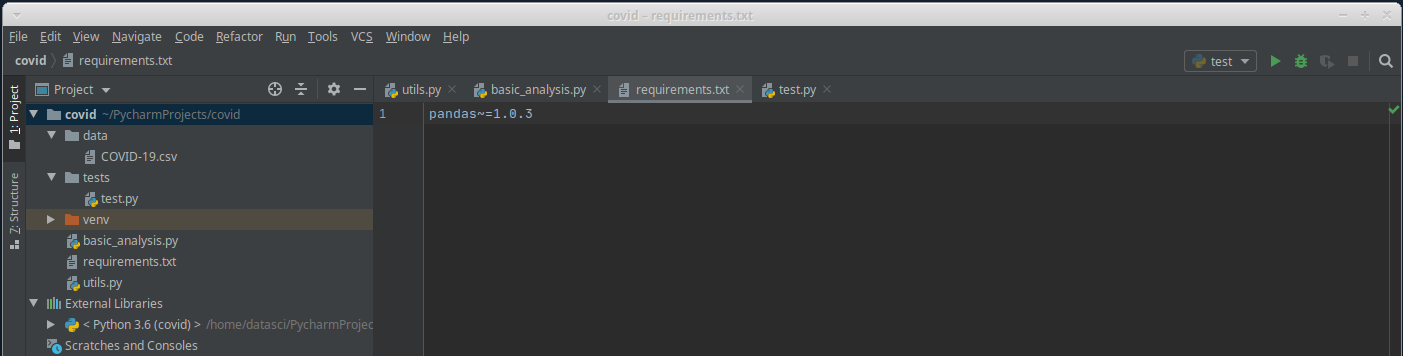 covid – requirements.txt
File Edit View Navigate Code Refactor Run Tools VCS Window Help
covid requirements.txt test
1: Project
7: Structure
Project
covid ~/PycharmProjects/covid
data
COVID-19.csv
tests
test.py
venv
basic_analysis.py
requirements.txt
utils.py
External Libraries
< Python 3.6 (covid) > /home/datasci/PycharmProjec
Scratches and Consoles
utils.py basic_analysis.py requirements.txt test.py
1 pandas~=1.0.3